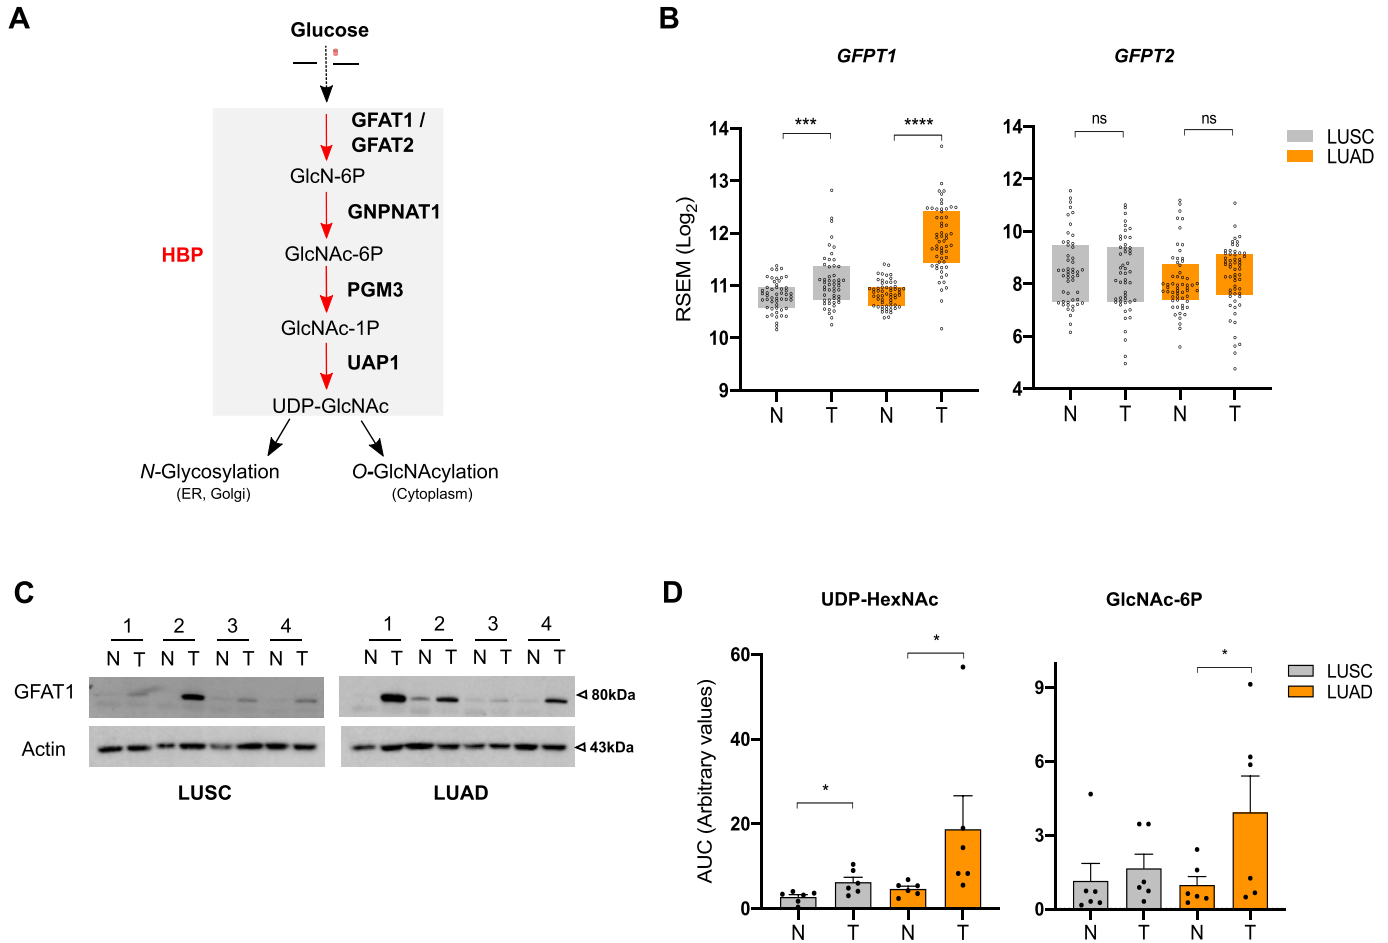 A
Glucose
GFAT1 /
GFAT2
GlcN-6P
GNPNAT1
HBP
GlcNAc-6P
PGM3
GlcNAc-1P
UAP1
UDP-GlcNAc
N-Glycosylation
(ER, Golgi)
O-GlcNAcylation
(Cytoplasm)
B
GFPT1
GFPT2
RSEM (Log2)
14
13
12
11
10
9
*** ****
N T N T
14
12
10
8
6
4
ns ns
N T N T
LUSC
LUAD
C
1 2 3 4
N T N T N T N T
1 2 3 4
N T N T N T N T
GFAT1
80kDa
Actin
43kDa
LUSC
LUAD
D
UDP-HexNAc
GlcNAc-6P
AUC (Arbitrary values)
60
40
20
0
* *
N T N T
9
6
3
0
*
N T N T
LUSC
LUAD